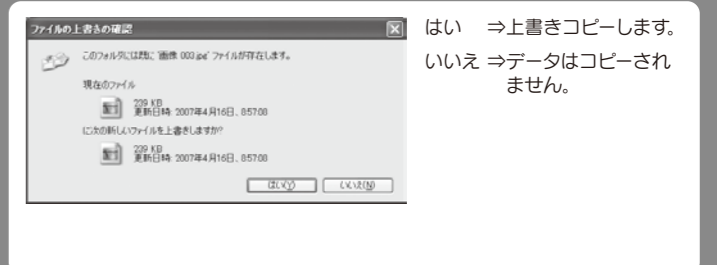 ファイルの上書きの確認
このフォルダには既に '画像 003.jpg' ファイルが存在します。
現在のファイル
229 KB
更新日時: 2007年4月16日、8:57:08
に次の新しいファイルを上書きしますか?
229 KB
更新日時: 2007年4月16日、8:57:08
はい(Y) いいえ(N)
はい ⇒上書きコピーします。
いいえ ⇒データはコピーされ
ません。